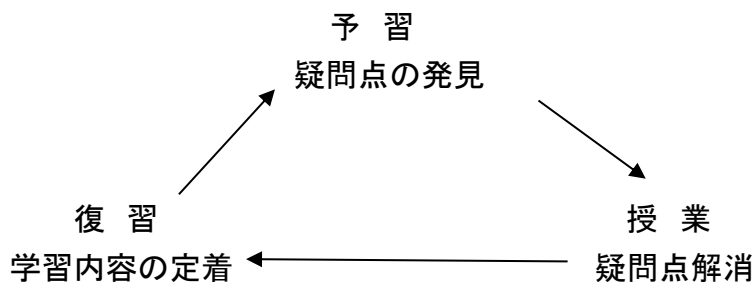 予 習
疑問点の発見
復 習
学習内容の定着
授 業
疑問点解消